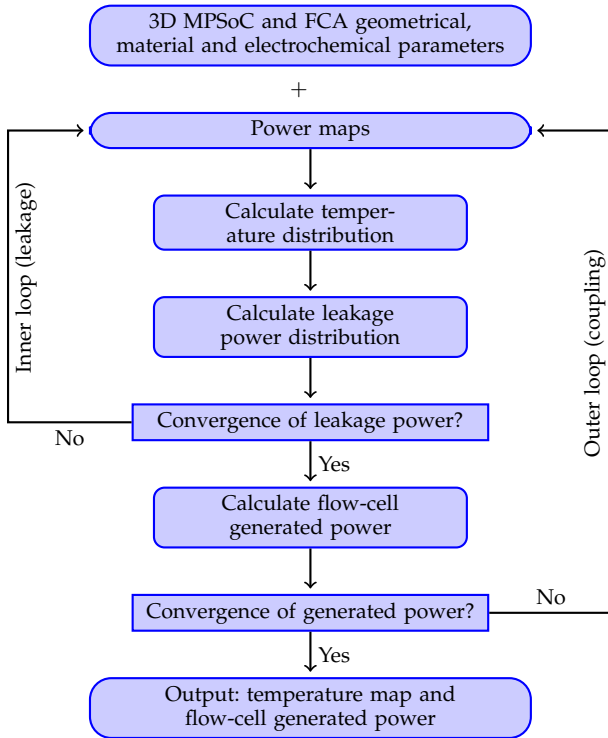 3D MPSoC and FCA geometrical,
material and electrochemical parameters
+
Power maps
Inner loop (leakage)
Calculate temper-
ature distribution
Calculate leakage
power distribution
Outer loop (coupling)
Convergence of leakage power?
No
Yes
Calculate flow-cell
generated power
Convergence of generated power?
No
Yes
Output: temperature map and
flow-cell generated power